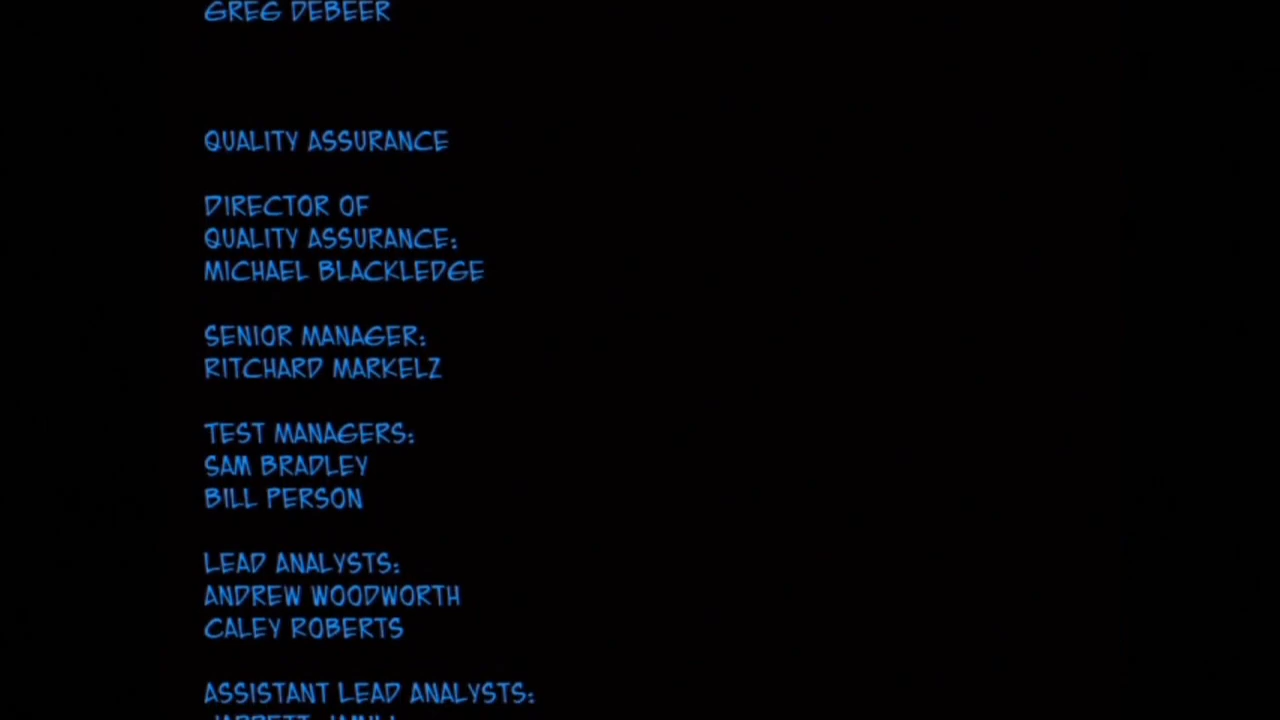 GREG DEBEER
QUALITY ASSURANCE
DIRECTOR OF
QUALITY ASSURANCE:
MICHAEL BLACKLEDGE
SENIOR MANAGER:
RITCHARD MARKELZ
TEST MANAGERS:
SAM BRADLEY
BILL PERSON
LEAD ANALYSTS:
ANDREW WOODWORTH
CALEY ROBERTS
ASSISTANT LEAD ANALYSTS: